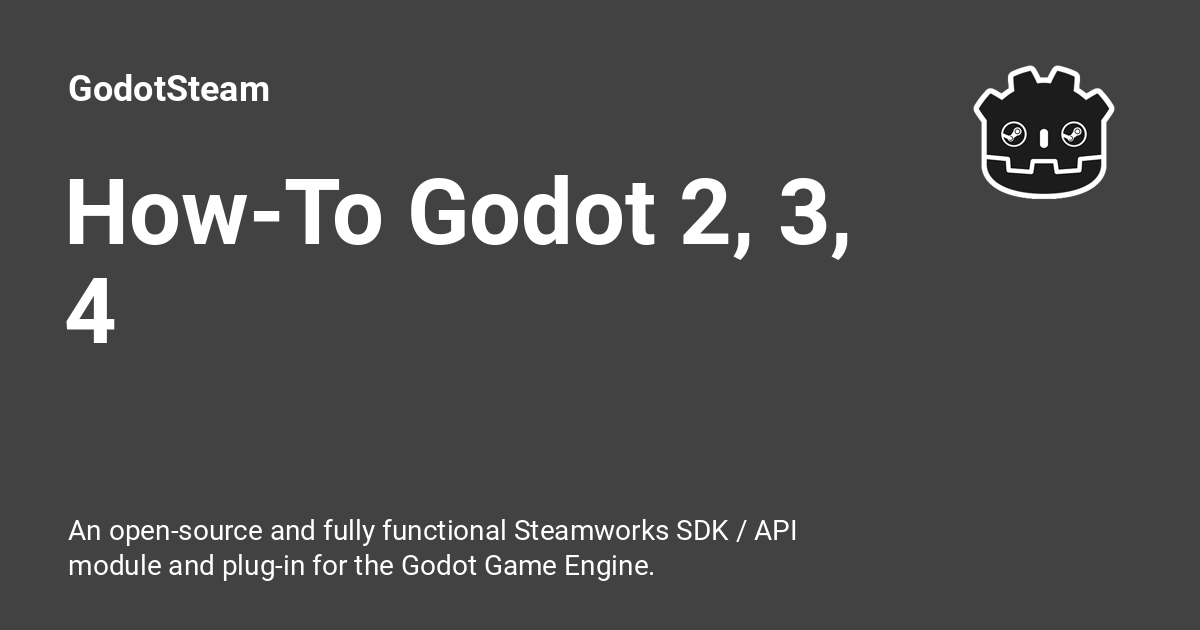 GodotSteam
How-To Godot 2, 3,
4
An open-source and fully functional Steamworks SDK / API
module and plug-in for the Godot Game Engine.